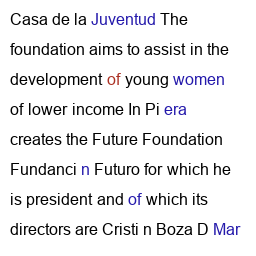 Casa de la Juventud The
foundation aims to assist in the
development of young women
of lower income In Pi era
creates the Future Foundation
Fundanci n Futuro for which he
is president and of which its
directors are Cristi n Boza D Mar